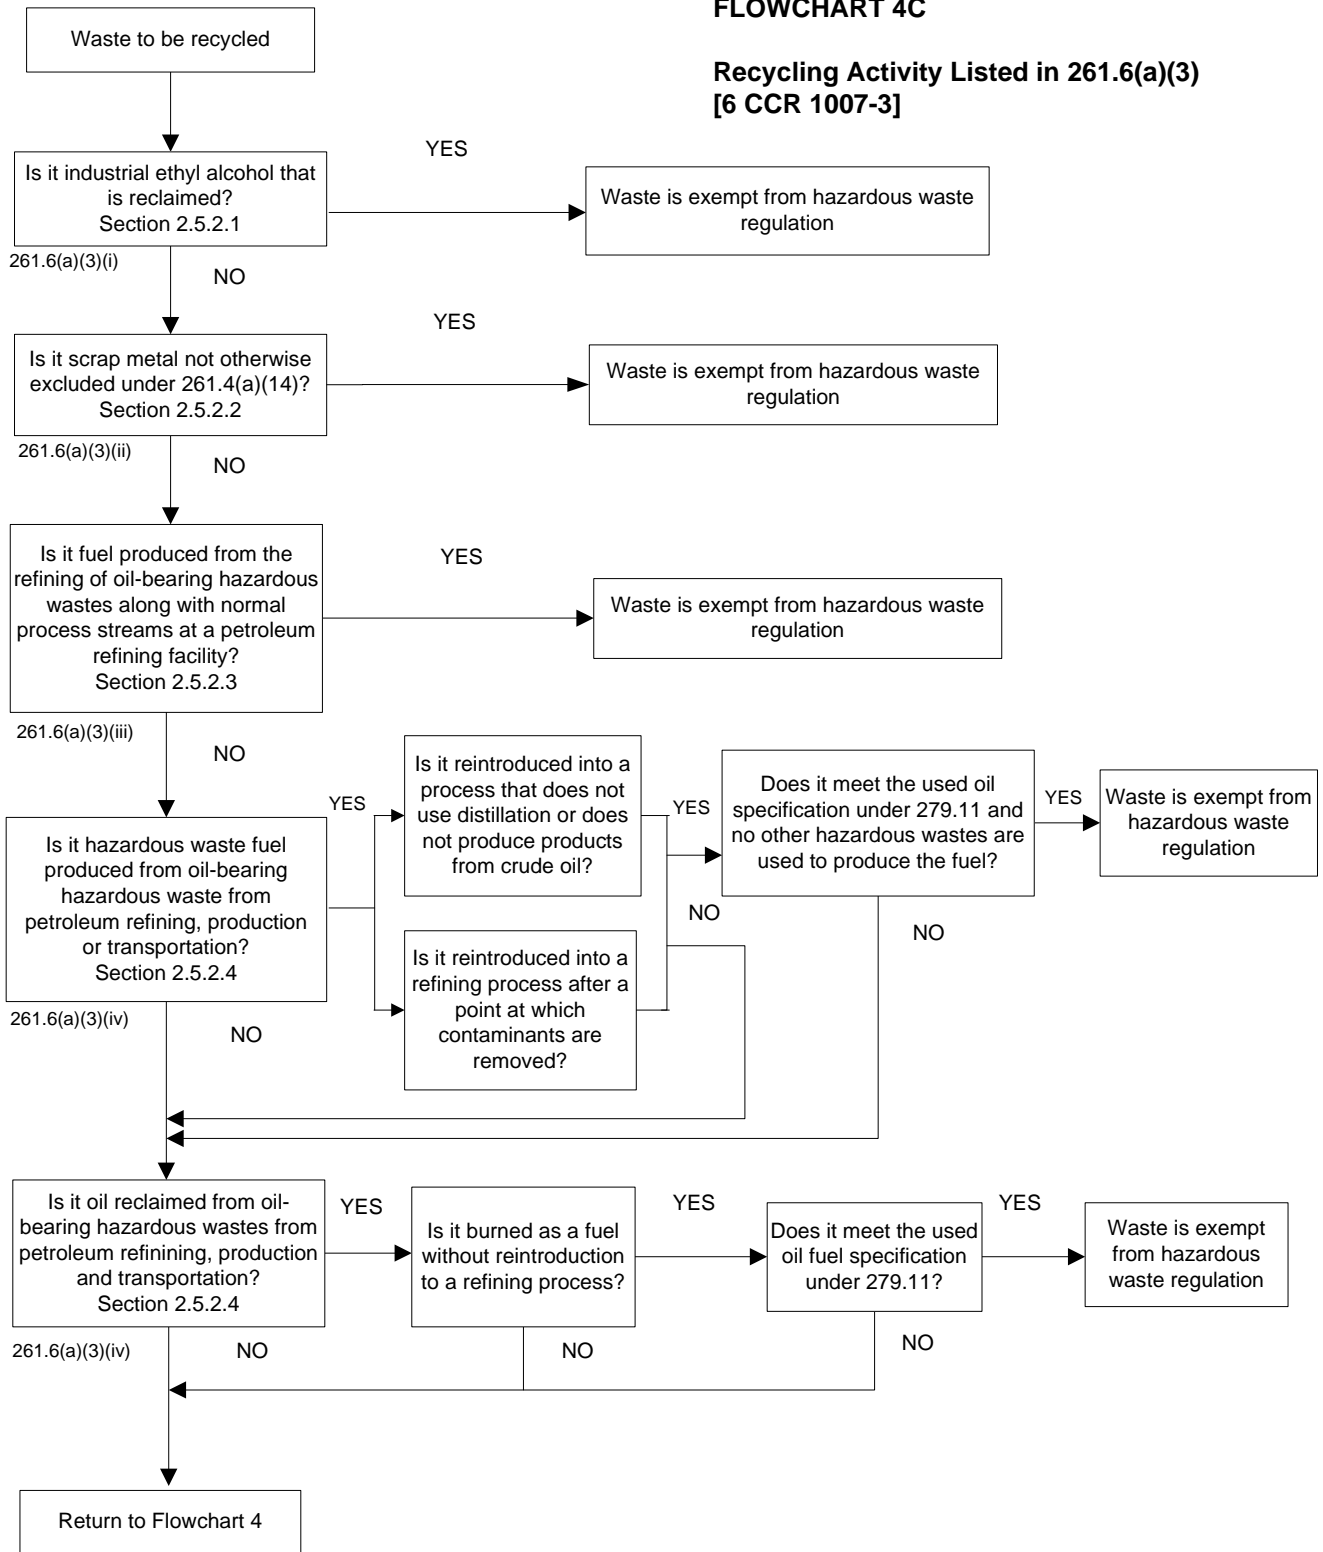 FLOWCHART 4C
Recycling Activity Listed in 261.6(a)(3)
[6 CCR 1007-3]
Waste to be recycled
Is it industrial ethyl alcohol that
is reclaimed?
Section 2.5.2.1
YES
Waste is exempt from hazardous waste
regulation
261.6(a)(3)(i)
NO
Is it scrap metal not otherwise
excluded under 261.4(a)(14)?
Section 2.5.2.2
YES
Waste is exempt from hazardous waste
regulation
261.6(a)(3)(ii)
NO
Is it fuel produced from the
refining of oil-bearing hazardous
wastes along with normal
process streams at a petroleum
refining facility?
Section 2.5.2.3
YES
Waste is exempt from hazardous waste
regulation
261.6(a)(3)(iii)
NO
Is it hazardous waste fuel
produced from oil-bearing
hazardous waste from
petroleum refining, production
or transportation?
Section 2.5.2.4
YES
Is it reintroduced into a
process that does not
use distillation or does
not produce products
from crude oil?
Is it reintroduced into a
refining process after a
point at which
contaminants are
removed?
YES
NO
Does it meet the used oil
specification under 279.11 and
no other hazardous wastes are
used to produce the fuel?
YES
Waste is exempt from
hazardous waste
regulation
NO
261.6(a)(3)(iv)
NO
Is it oil reclaimed from oil-
bearing hazardous wastes from
petroleum refinining, production
and transportation?
Section 2.5.2.4
YES
Is it burned as a fuel
without reintroduction
to a refining process?
YES
Does it meet the used
oil fuel specification
under 279.11?
YES
Waste is exempt
from hazardous
waste regulation
261.6(a)(3)(iv)
NO
NO
NO
Return to Flowchart 4